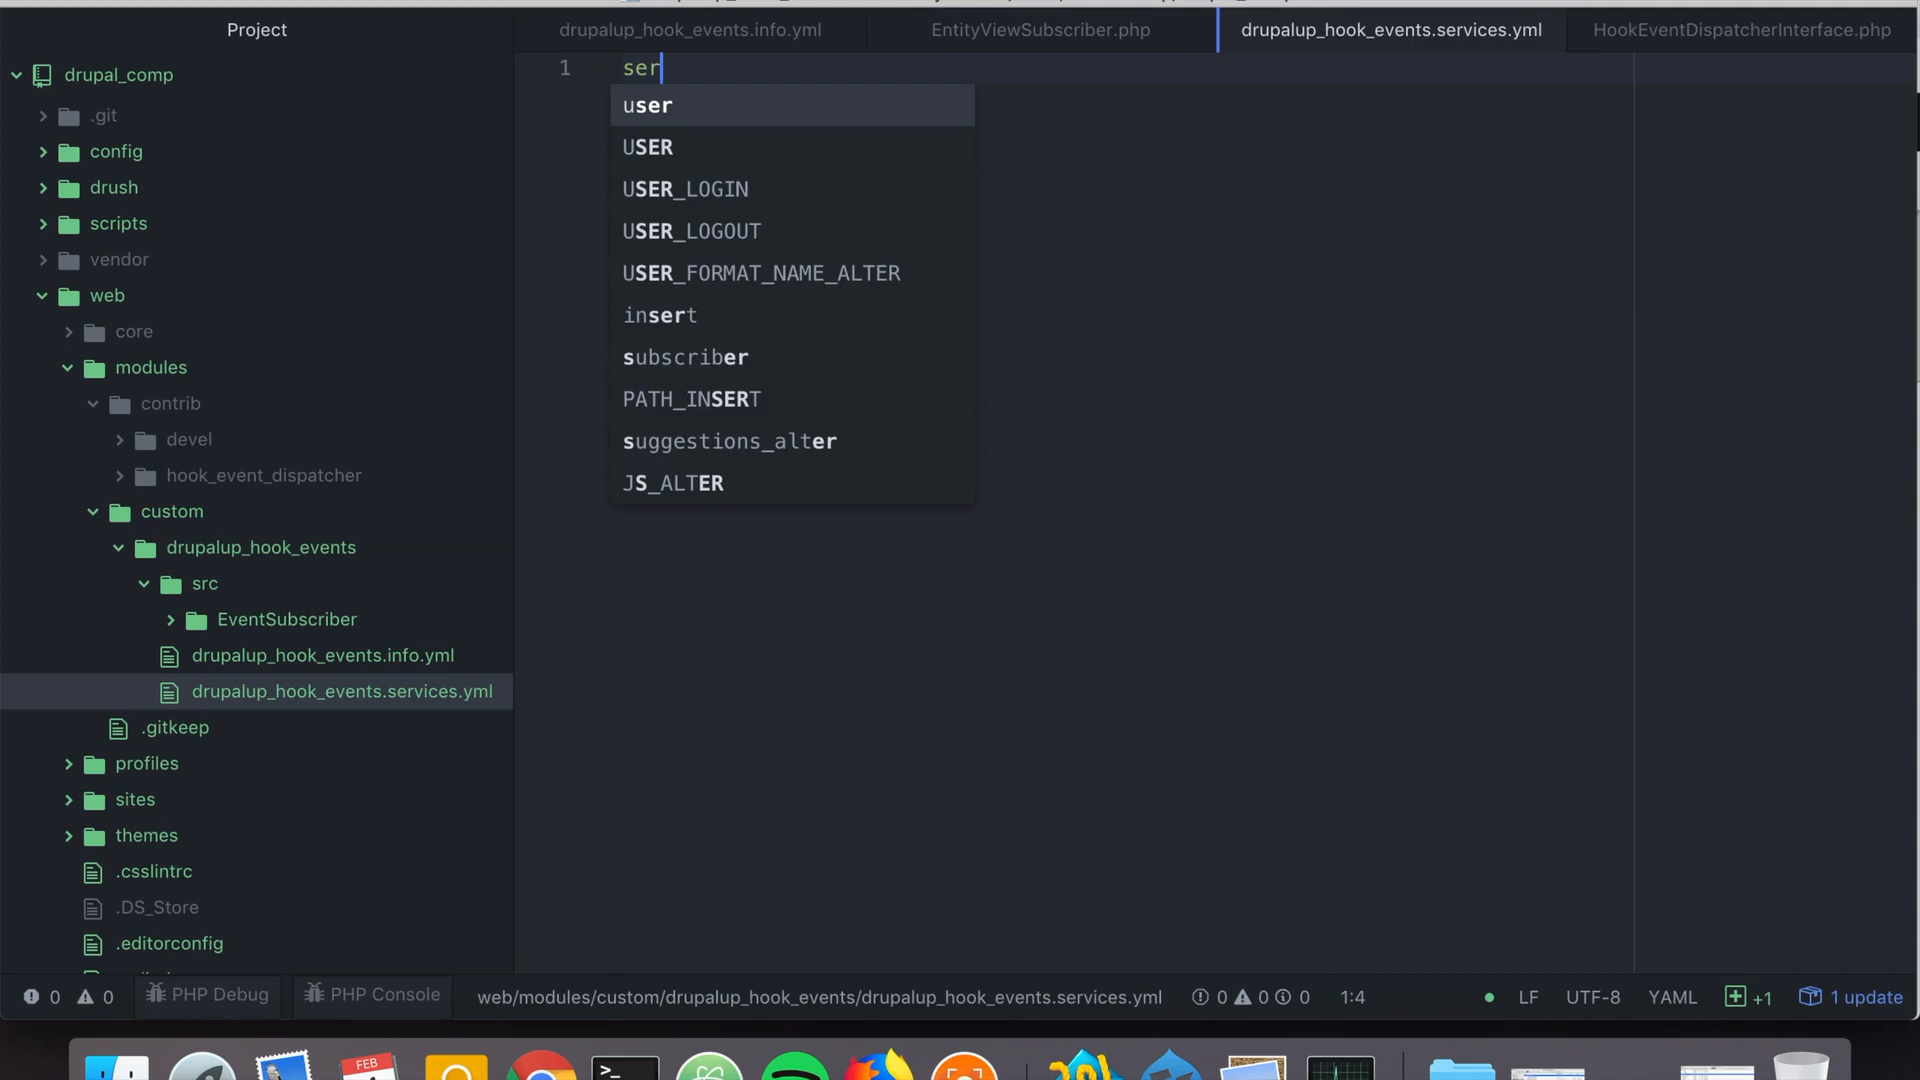 Project
drupalup_hook_events.info.yml
EntityViewSubscriber.php
drupalup_hook_events.services.yml
HookEventDispatcherInterface.php
drupal_comp
.git
config
drush
scripts
vendor
web
core
modules
contrib
devel
hook_event_dispatcher
custom
drupalup_hook_events
src
EventSubscriber
drupalup_hook_events.info.yml
drupalup_hook_events.services.yml
.gitkeep
profiles
sites
themes
.csslintrc
.DS_Store
.editorconfig
1 ser
user
USER
USER_LOGIN
USER_LOGOUT
USER_FORMAT_NAME_ALTER
insert
subscriber
PATH_INSERT
suggestions_alter
JS_ALTER
0 0 PHP Debug PHP Console web/modules/custom/drupalup_hook_events/drupalup_hook_events.services.yml 0 0 0 1:4 LF UTF-8 YAML +1 1 update
FEB
>_